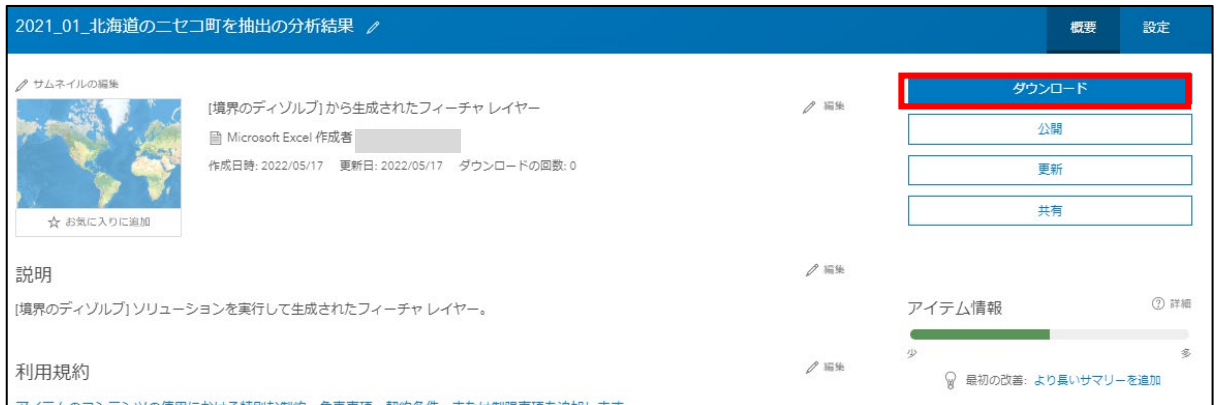 2021_01_北海道のニセコ町を抽出の分析結果
概要
設定
サムネイルの編集
お気に入りに追加
[境界のディゾルブ] から生成されたフィーチャ レイヤー
編集
Microsoft Excel 作成者
作成日時: 2022/05/17 更新日: 2022/05/17 ダウンロードの回数: 0
ダウンロード
公開
更新
共有
説明
編集
[境界のディゾルブ] ソリューションを実行して生成されたフィーチャ レイヤー。
アイテム情報
詳細
少
多
最初の改善: より長いサマリーを追加
利用規約
編集